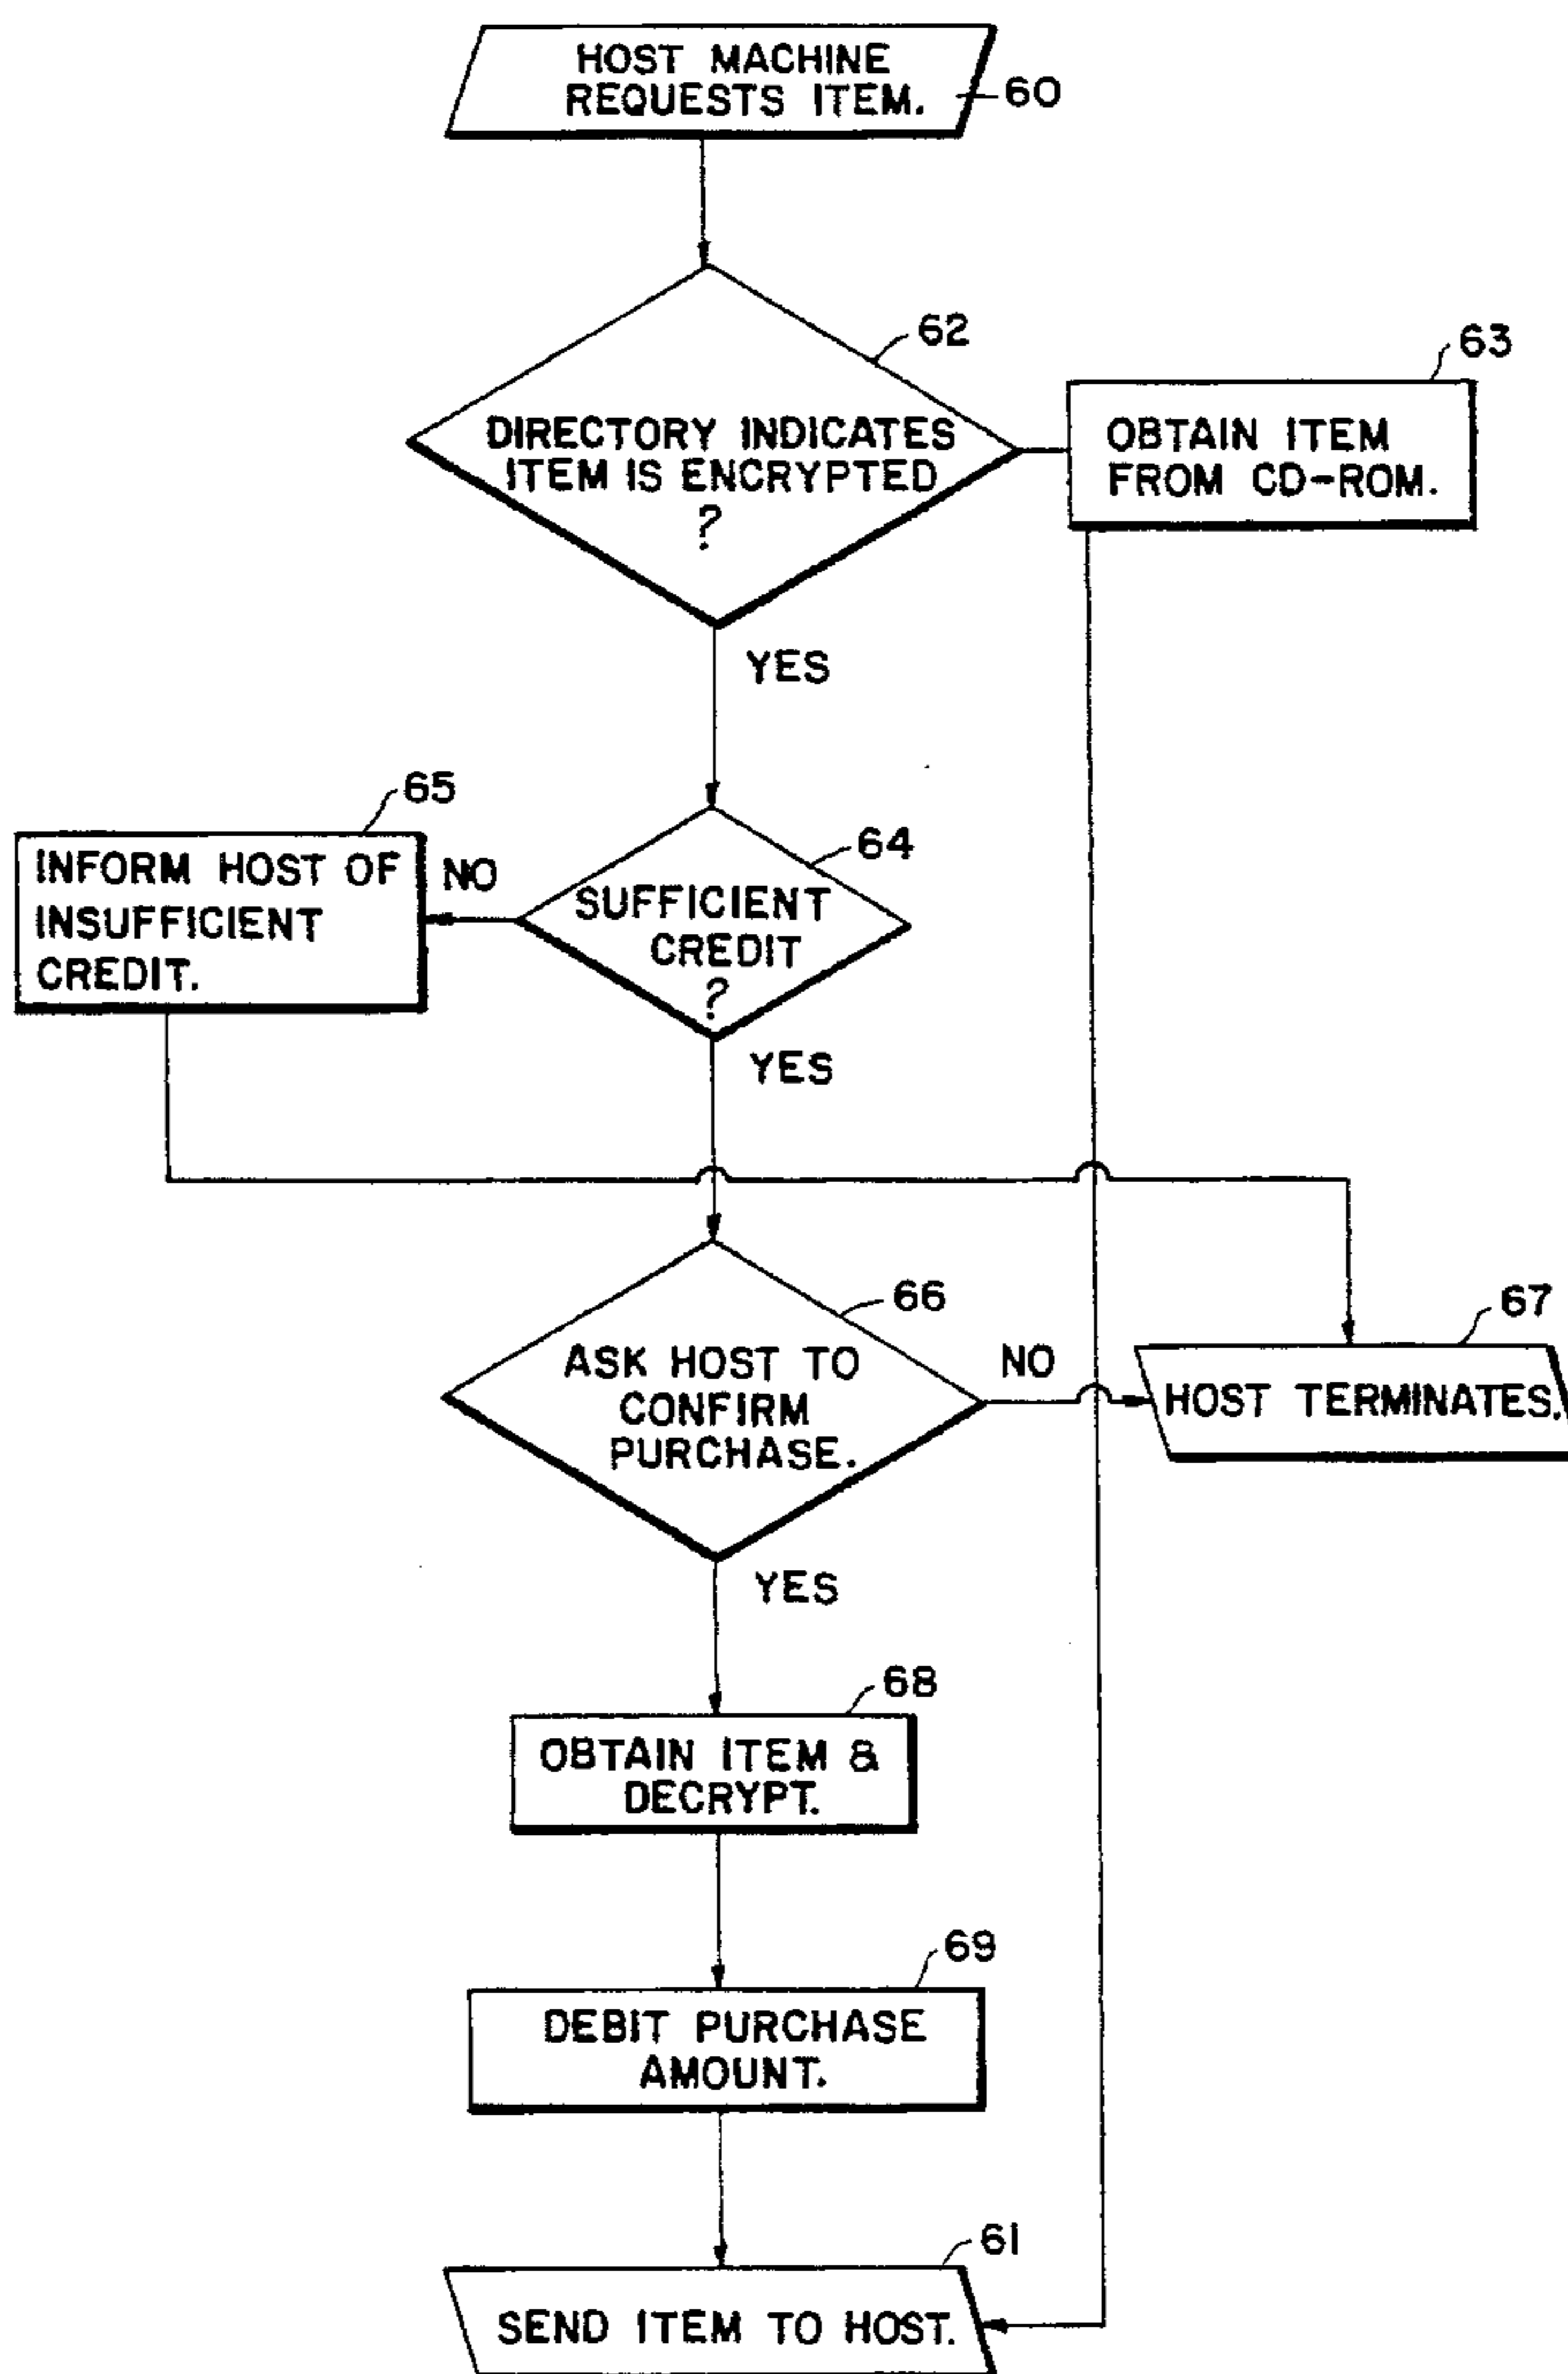 HOST MACHINE
REQUESTS ITEM.
60
62
DIRECTORY INDICATES
ITEM IS ENCRYPTED
?
63
OBTAIN ITEM
FROM CD-ROM.
YES
65
INFORM HOST OF
INSUFFICIENT
CREDIT.
NO
64
SUFFICIENT
CREDIT
?
YES
66
ASK HOST TO
CONFIRM
PURCHASE.
NO
67
HOST TERMINATES.
YES
68
OBTAIN ITEM &
DECRYPT.
69
DEBIT PURCHASE
AMOUNT.
61
SEND ITEM TO HOST.